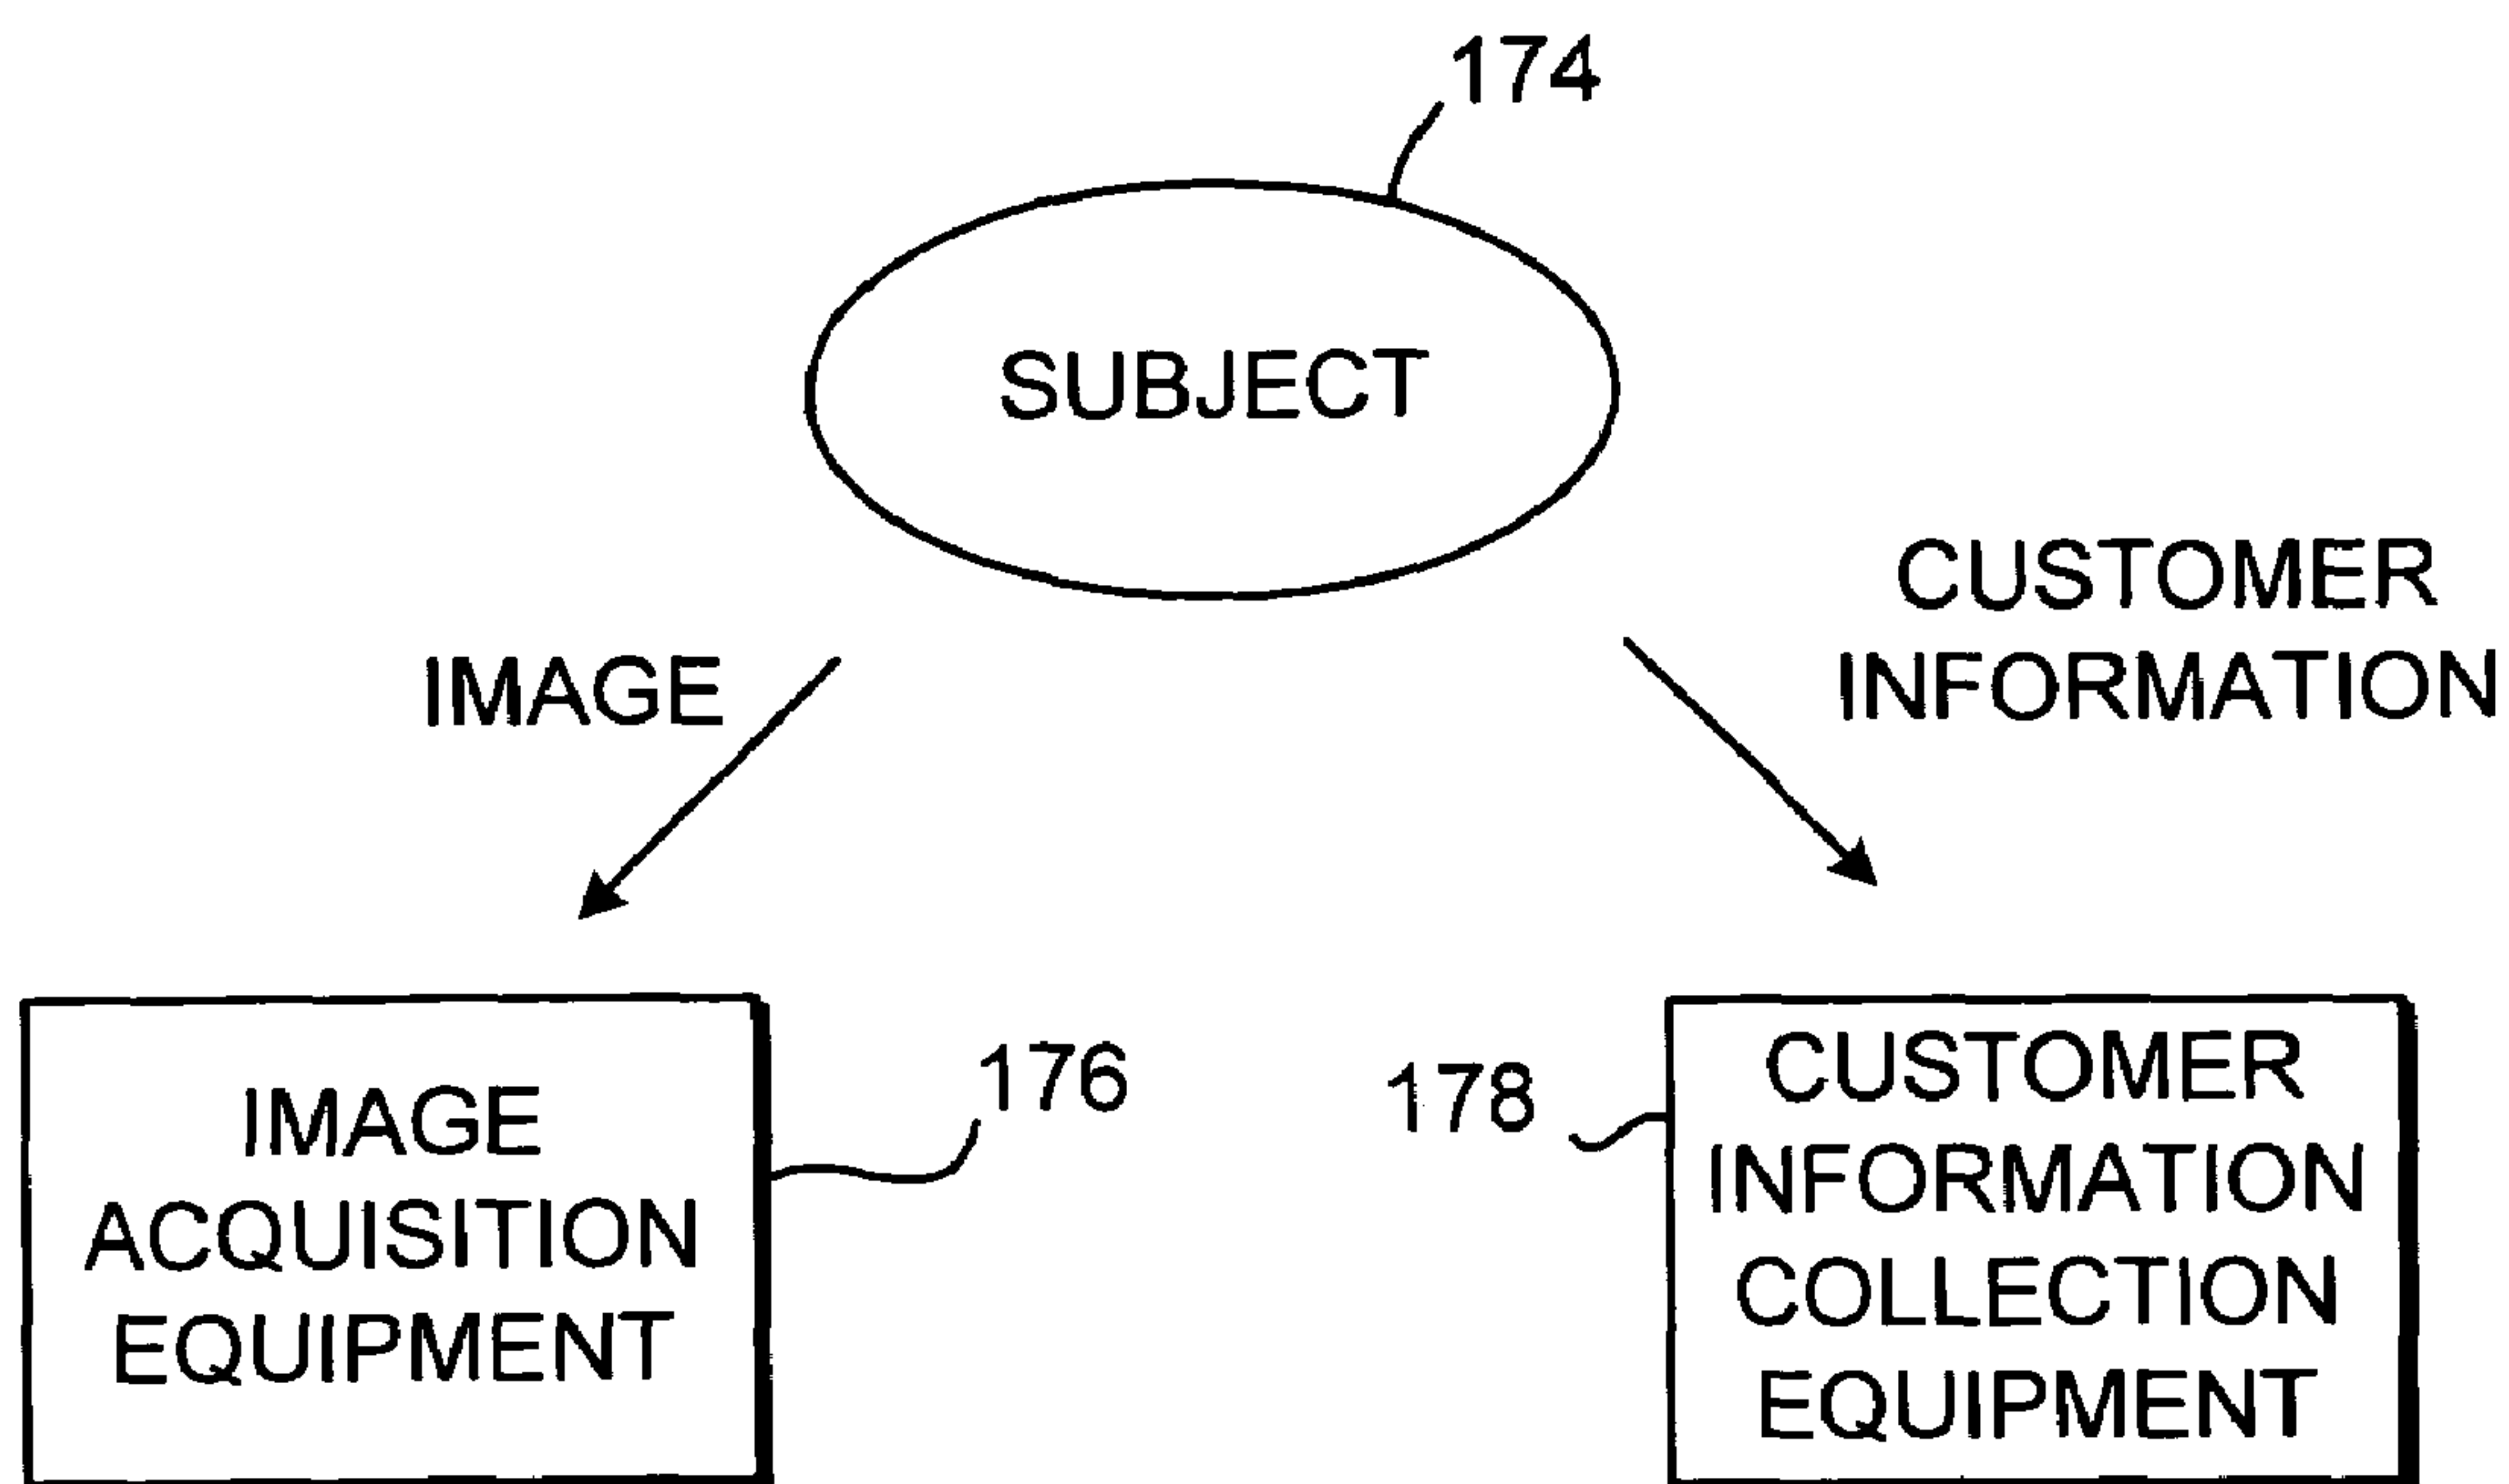 174
SUBJECT
CUSTOMER
INFORMATION
IMAGE
176
178
IMAGE
ACQUISITION
EQUIPMENT
CUSTOMER
INFORMATION
COLLECTION
EQUIPMENT